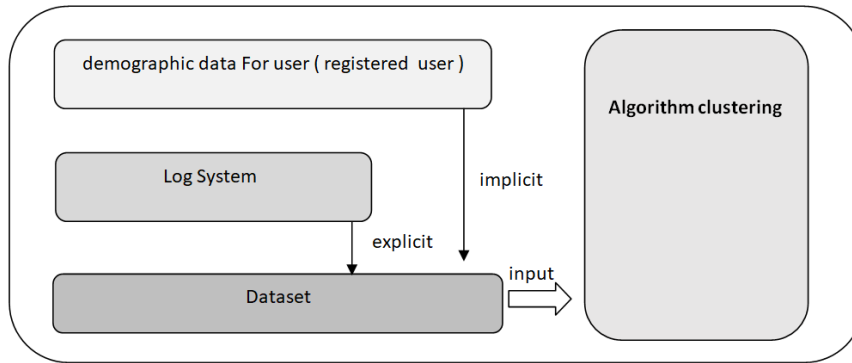 demographic data For user ( registered  user )
Algorithm clustering
Log System
implicit
explicit
input
Dataset